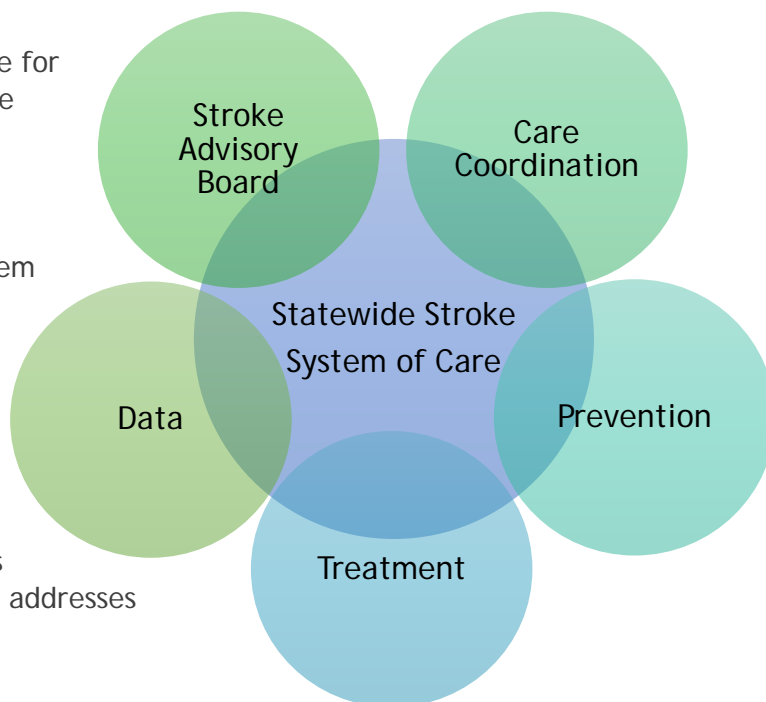 e for
e
em
s
addresses
Stroke
Advisory
Board
Care
Coordination
Statewide Stroke
System of Care
Data
Prevention
Treatment